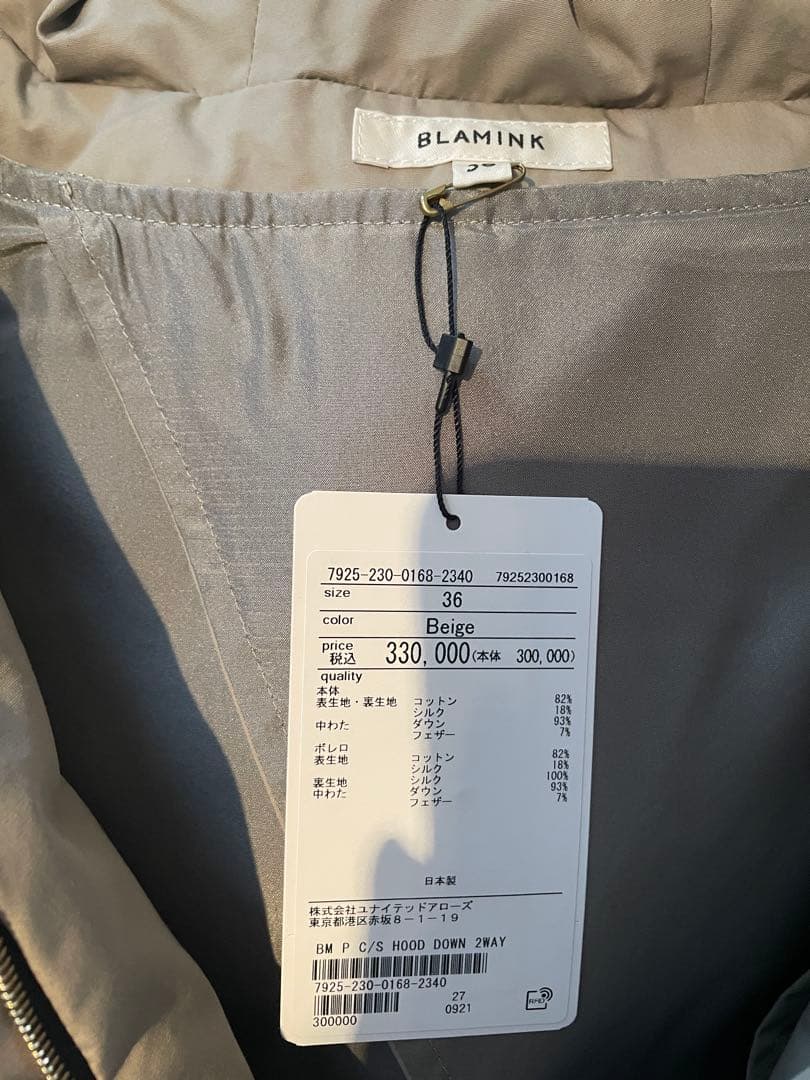 BLAMINK
7925-230-0168-2340 79252300168
size 36
color Beige
price 税込 330,000(本体 300,000)
quality
本体
表生地・裏生地 コットン 82%
シルク 18%
中わた ダウン 93%
フェザー 7%
ボレロ
表生地 コットン 82%
シルク 18%
裏生地 シルク 100%
中わた ダウン 93%
フェザー 7%
日本製
株式会社ユナイテッドアローズ
東京都港区赤坂8-1-19
BM P C/S HOOD DOWN 2WAY
7925-230-0168-2340
27
0921
300000
RFID